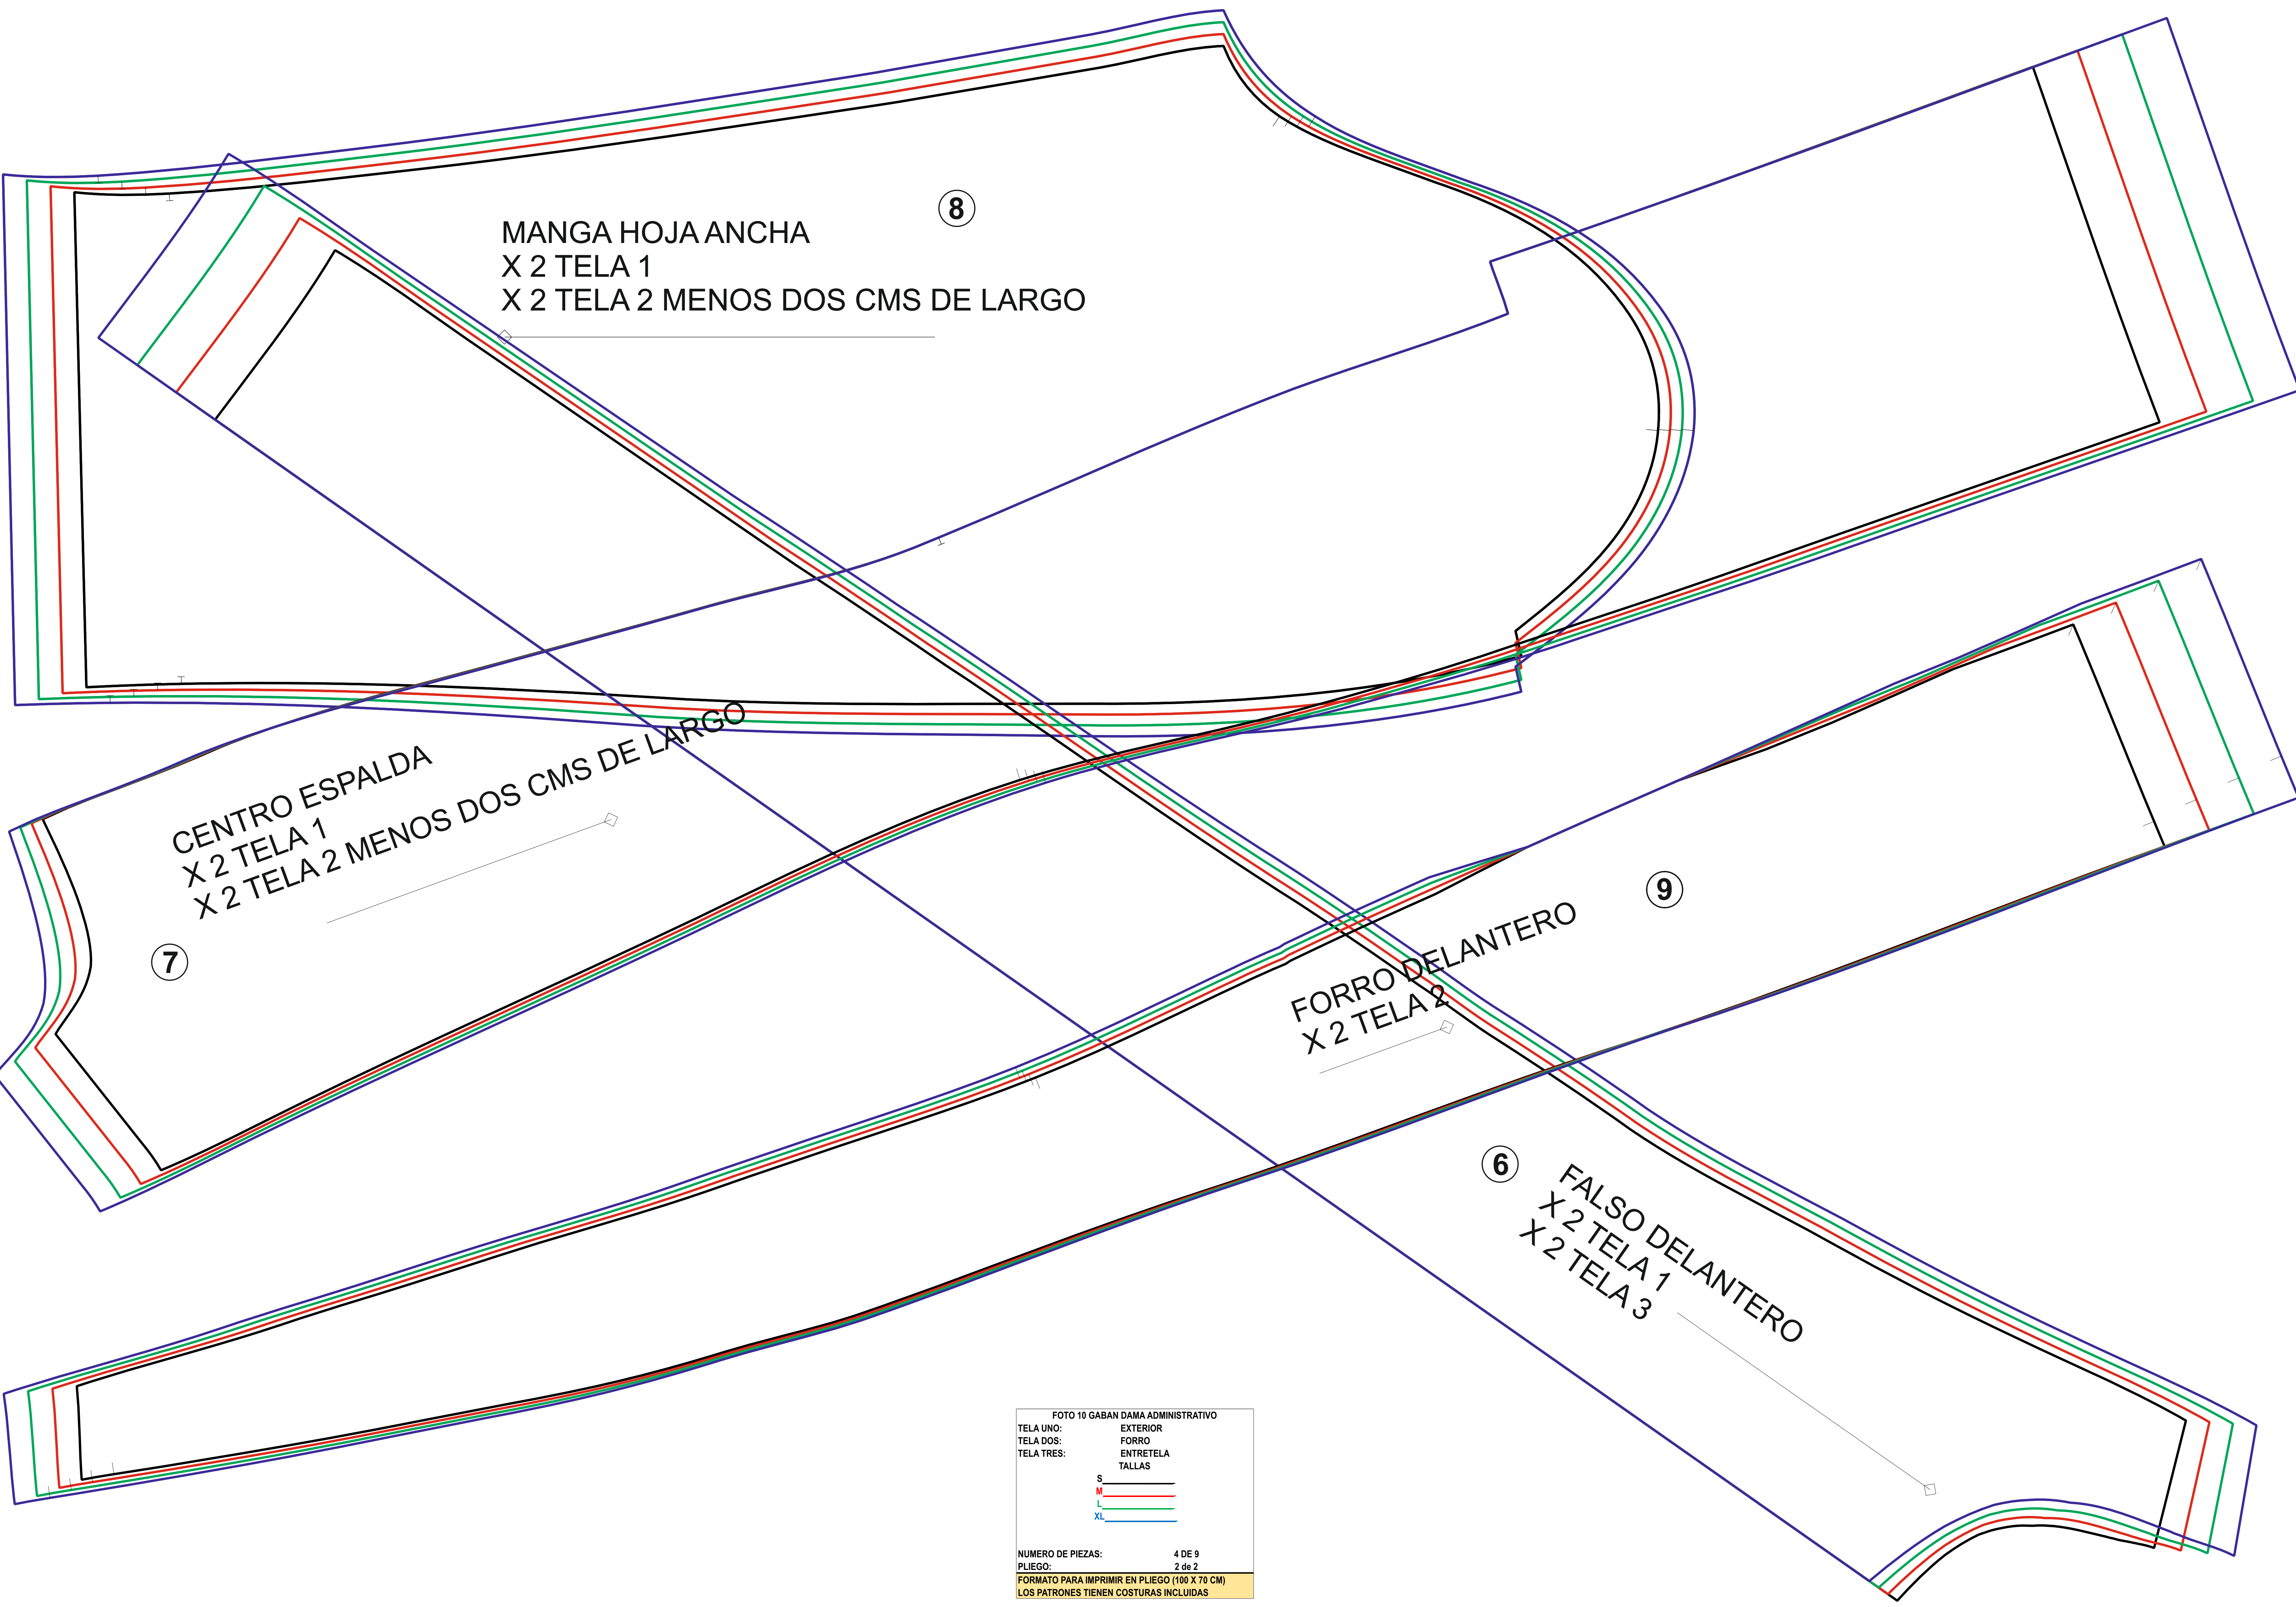 8
MANGA HOJA ANCHA
X 2 TELA 1
X 2 TELA 2 MENOS DOS CMS DE LARGO
CENTRO ESPALDA
X 2 TELA 1
X 2 TELA 2 MENOS DOS CMS DE LARGO
7
9
FORRO DELANTERO
X 2 TELA 2
6
FALSO DELANTERO
X 2 TELA 1
X 2 TELA 3
FOTO 10 GABAN DAMA ADMINISTRATIVO
TELA UNO: EXTERIOR
TELA DOS: FORRO
TELA TRES: ENTRETELA
TALLAS
S
M
L
XL
NUMERO DE PIEZAS: 4 DE 9
PLIEGO: 2 de 2
FORMATO PARA IMPRIMIR EN PLIEGO (100 X 70 CM)
LOS PATRONES TIENEN COSTURAS INCLUIDAS